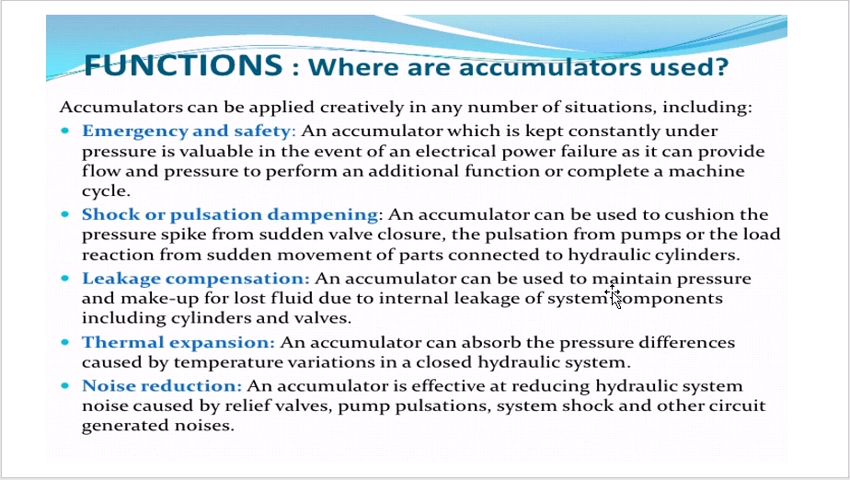 FUNCTIONS : Where are accumulators used?
Accumulators can be applied creatively in any number of situations, including:
• Emergency and safety: An accumulator which is kept constantly under
pressure is valuable in the event of an electrical power failure as it can provide
flow and pressure to perform an additional function or complete a machine
cycle.
• Shock or pulsation dampening: An accumulator can be used to cushion the
pressure spike from sudden valve closure, the pulsation from pumps or the load
reaction from sudden movement of parts connected to hydraulic cylinders.
• Leakage compensation: An accumulator can be used to maintain pressure
and make-up for lost fluid due to internal leakage of system components
including cylinders and valves.
• Thermal expansion: An accumulator can absorb the pressure differences
caused by temperature variations in a closed hydraulic system.
• Noise reduction: An accumulator is effective at reducing hydraulic system
noise caused by relief valves, pump pulsations, system shock and other circuit
generated noises.